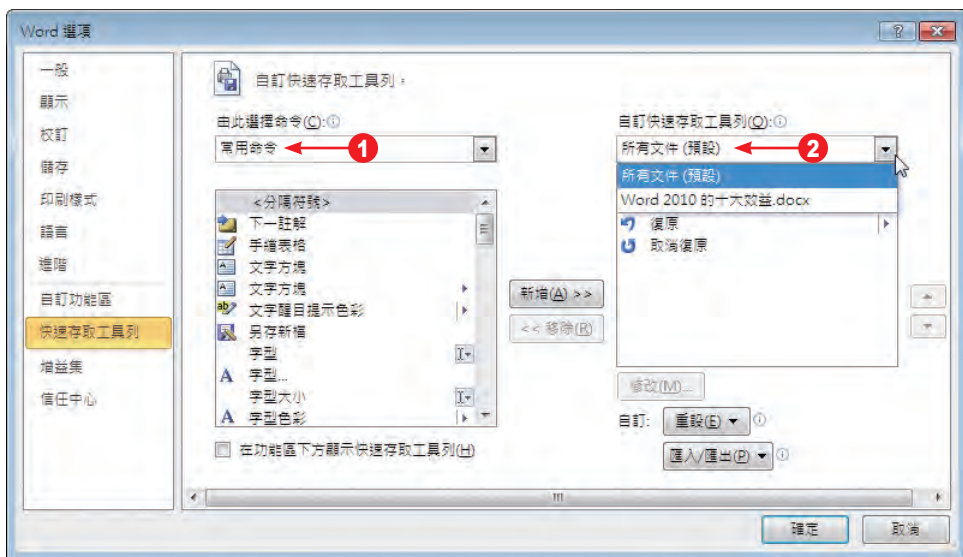 Word 選項
一般
顯示
校訂
儲存
印刷樣式
語言
進階
自訂功能區
快速存取工具列
增益集
信任中心
自訂快速存取工具列。
由此選擇命令(C):
常用命令
1
<分隔符號>
下一註解
手繪表格
文字方塊
文字方塊
文字醒目提示色彩
另存新檔
字型
字型...
字型大小
字型色彩
在功能區下方顯示快速存取工具列(H)
新增(A) >>
<< 移除(R)
自訂快速存取工具列(Q):
所有文件 (預設)
2
所有文件 (預設)
Word 2010 的十大效益.docx
復原
取消復原
修改(M)...
自訂:
重設(E)
匯入/匯出(P)
確定
取消